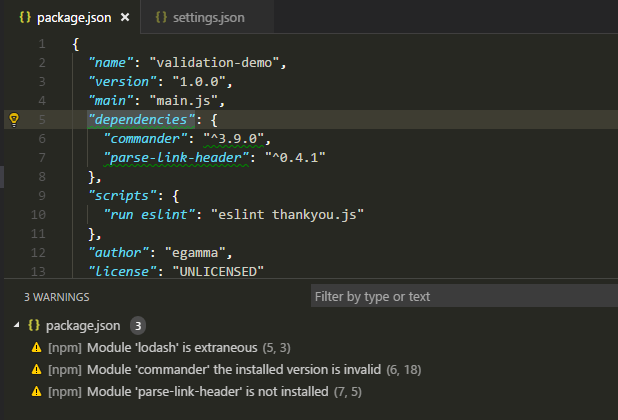 {} package.json × {} settings.json
1 {
2 "name": "validation-demo",
3 "version": "1.0.0",
4 "main": "main.js",
5 "dependencies": {
6 "commander": "^3.9.0",
7 "parse-link-header": "^0.4.1"
8 },
9 "scripts": {
10 "run eslint": "eslint thankyou.js"
11 },
12 "author": "egamma",
13 "license": "UNLICENSED"
3 WARNINGS Filter by type or text
{} package.json 3
[npm] Module 'lodash' is extraneous (5, 3)
[npm] Module 'commander' the installed version is invalid (6, 18)
[npm] Module 'parse-link-header' is not installed (7, 5)